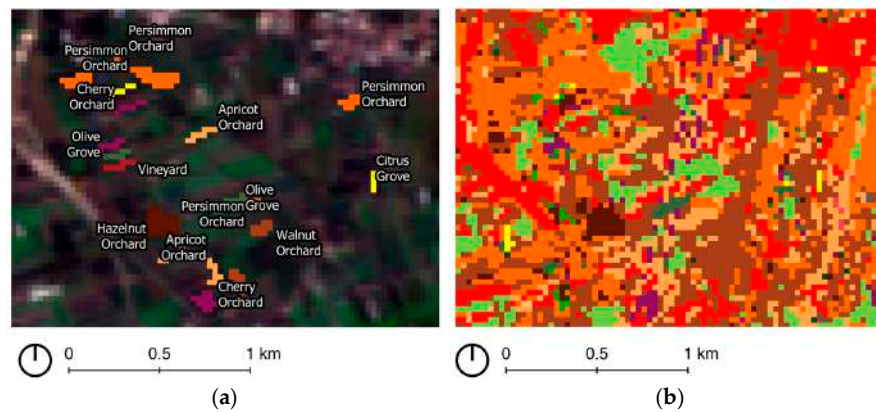 Persimmon
Orchard
Persimmon
Orchard
Cherry
Orchard
Persimmon
Orchard
Apricot
Orchard
Olive
Grove
Vineyard
Citrus
Grove
Olive
Grove
Persimmon
Orchard
Hazelnut
Orchard
Walnut
Orchard
Apricot
Orchard
Cherry
Orchard
0 0.5 1 km
0 0.5 1 km
(a) (b)